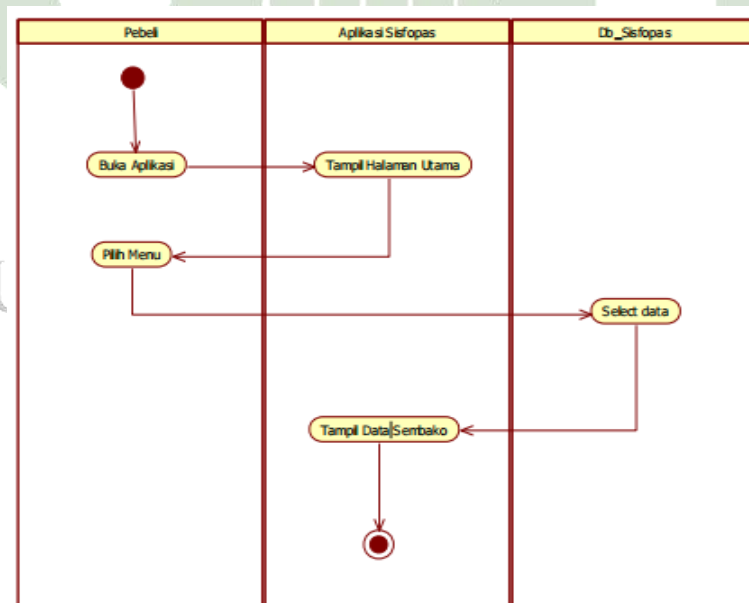 Pebeli
Aplikasi Sisfopas
Db_Sisfopas
Buka Aplikasi
Tampil Halaman Utama
Pilih Menu
Select data
Tampil Data Sembako